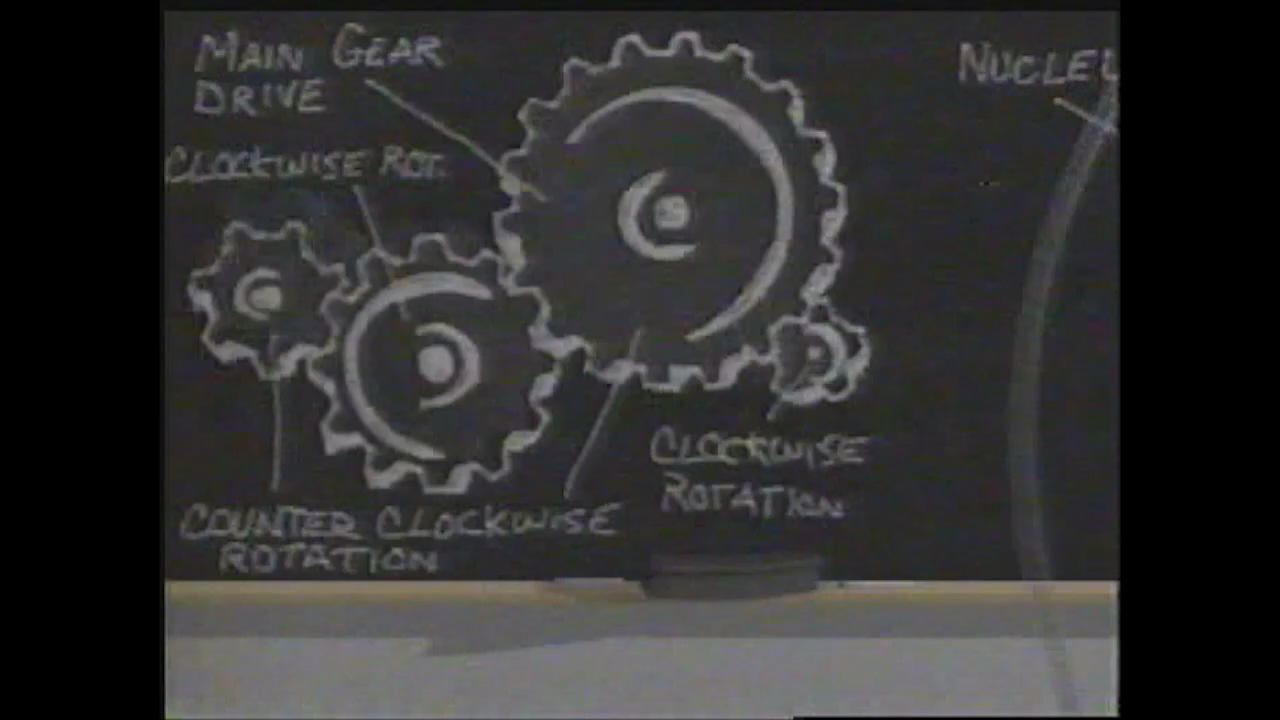 MAIN GEAR
DRIVE
CLOCKWISE ROT.
COUNTER CLOCKWISE
ROTATION
CLOCKWISE
ROTATION